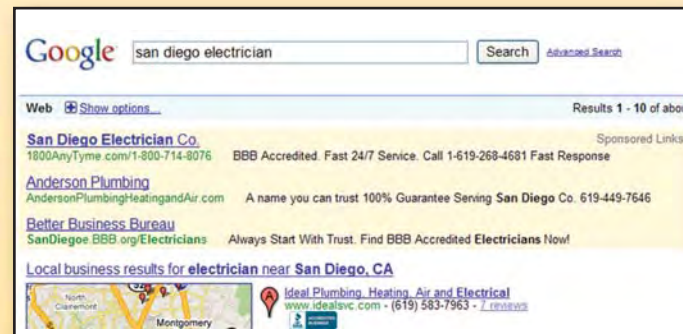 Google san diego electrician Search Advanced Search
Web Show options... Results 1 - 10 of abou
San Diego Electrician Co. Sponsored Links
1800AnyTyme.com/1-800-714-8076 BBB Accredited. Fast 24/7 Service. Call 1-619-268-4681 Fast Response
Anderson Plumbing
AndersonPlumbingHeatingandAir.com A name you can trust 100% Guarantee Serving San Diego Co. 619-449-7646
Better Business Bureau
SanDiegoe.BBB.org/Electricians Always Start With Trust. Find BBB Accredited Electricians Now!
Local business results for electrician near San Diego, CA
North Clairemont
Montgomery
A Ideal Plumbing, Heating, Air and Electrical
www.idealsvc.com - (619) 583-7963 - 7 reviews